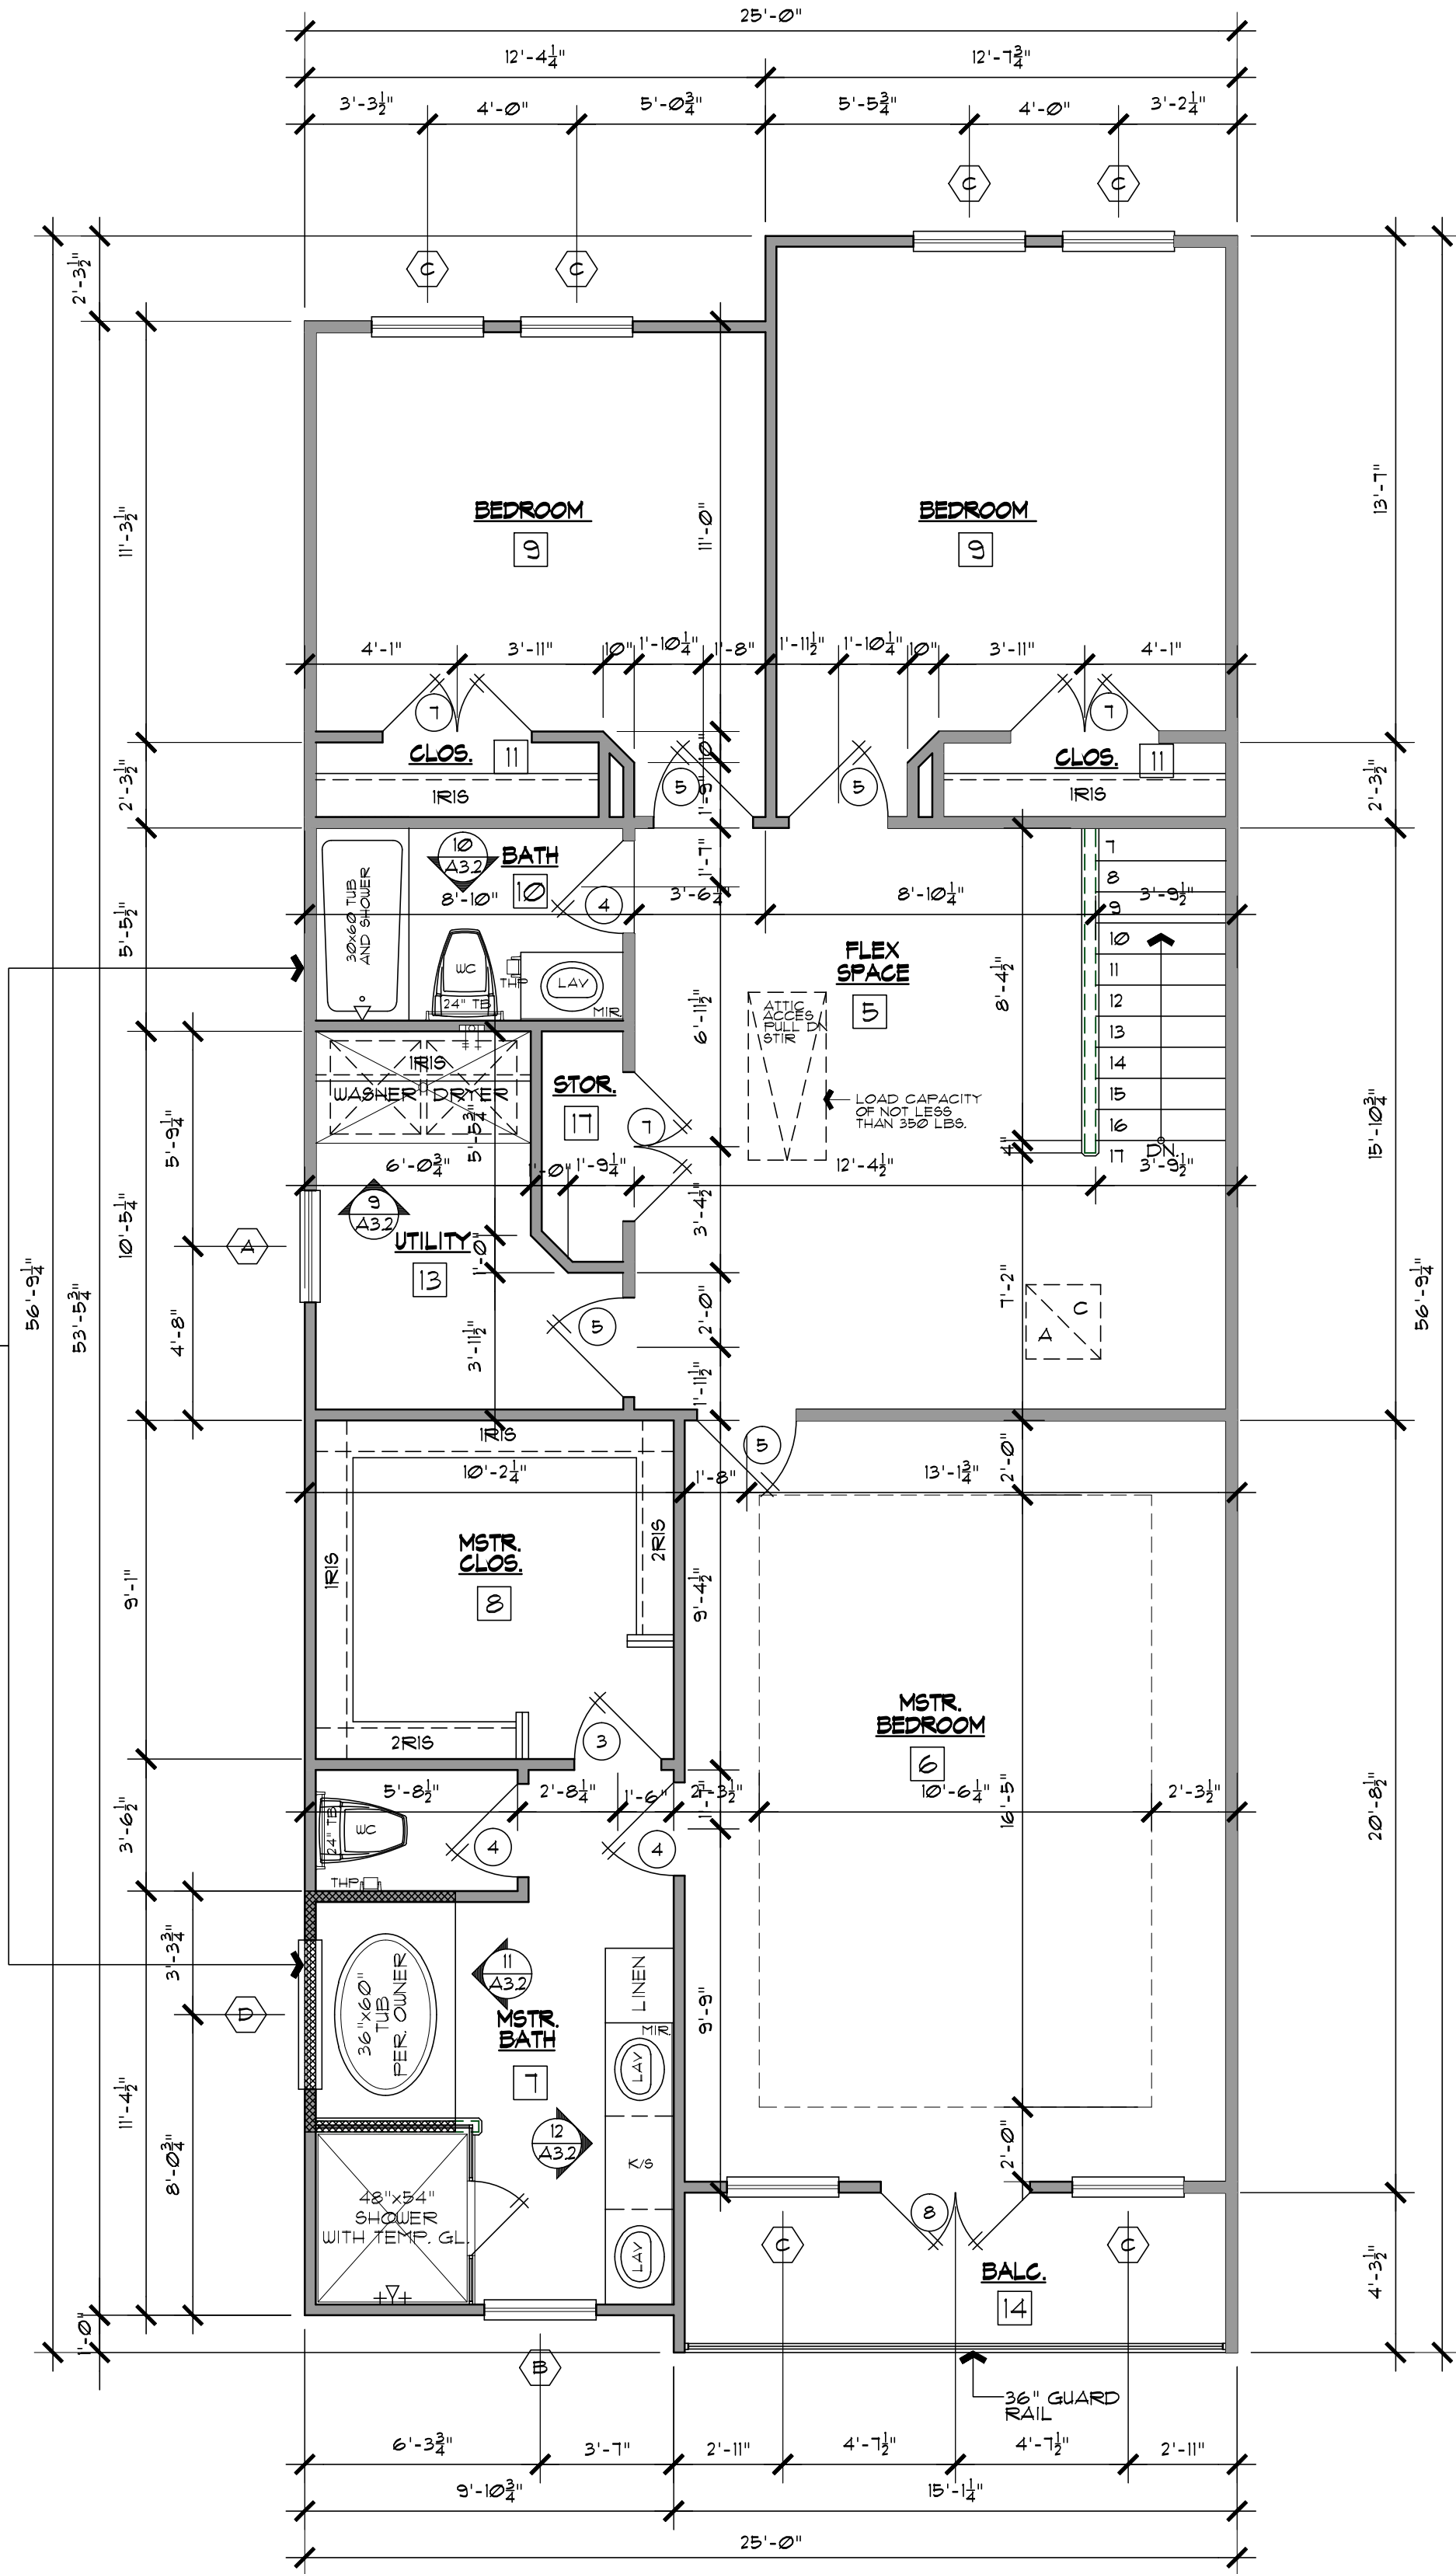 25'-0"
12'-4 1/4" 12'-7 3/4"
3'-3 1/2" 4'-0" 5'-0 3/4" 5'-5 3/4" 4'-0" 3'-2 1/4"
C C
C C
2'-3 1/2"
11'-3 1/2"
13'-7"
BEDROOM
9
11'-0"
BEDROOM
9
4'-1" 3'-11" 10" 1'-10 1/4" 1'-8" 1'-11 1/2" 1'-10 1/4" 10" 3'-11" 4'-1"
7 7
CLOS. 11
1RIS
CLOS. 11
1RIS
10"
5 5
1'-9"
2'-3 1/2"
2'-3 1/2"
10
A3.2
BATH
10
1'-7"
7
8
9
10
11
12
13
14
15
16
17
DN.
8'-10" 3'-6 1/4" 8'-10 1/4" 3'-9 1/2"
4
30x60 TUB
AND SHOWER
5'-5 1/2"
WC
24" TB
THP
LAV
MIR.
FLEX
SPACE
5
8'-4 1/2"
6'-11 1/2"
ATTIC
ACCES
PULL DN
STIR
LOAD CAPACITY
OF NOT LESS
THAN 350 LBS.
1RIS
WASHER DRYER
STOR.
17
7
5'-5 3/4"
5'-9 1/4"
15'-10 3/4"
4"
6'-0 3/4" 1'-0" 1'-9 1/4" 12'-4 1/2" 3'-9 1/2"
9
A3.2
UTILITY
13
A
10'-5 1/4"
1'-0"
3'-4 1/2"
56'-9 1/4"
53'-5 3/4"
4'-8"
3'-11 1/2"
5
2'-0"
1'-11 1/2"
7'-2"
A C
56'-9 1/4"
1RIS
10'-2 1/4" 1'-8" 13'-1 3/4"
5
2'-0"
1RIS
2RIS
MSTR.
CLOS.
8
9'-1"
9'-4 1/2"
2RIS
3
MSTR.
BEDROOM
6
5'-8 1/2" 2'-8 1/4" 1'-6" 2'-3 1/2" 10'-6 1/4" 2'-3 1/2"
1'-7"
16'-5"
3'-6 1/2"
20'-8 1/2"
24" TB
WC
THP
4 4
3'-3 3/4"
36"x60"
TUB
PER. OWNER
D
11
A3.2
MSTR.
BATH
7
LINEN
MIR.
LAV
9'-9"
11'-4 1/2"
8'-0 3/4"
12
A3.2
K/S
LAV
48"x54"
SHOWER
WITH TEMP. GL.
2'-0"
8
C C
BALC.
14
4'-3 1/2"
1'-0"
B
36" GUARD
RAIL
6'-3 3/4" 3'-7" 2'-11" 4'-7 1/2" 4'-7 1/2" 2'-11"
9'-10 3/4" 15'-1 1/4"
25'-0"